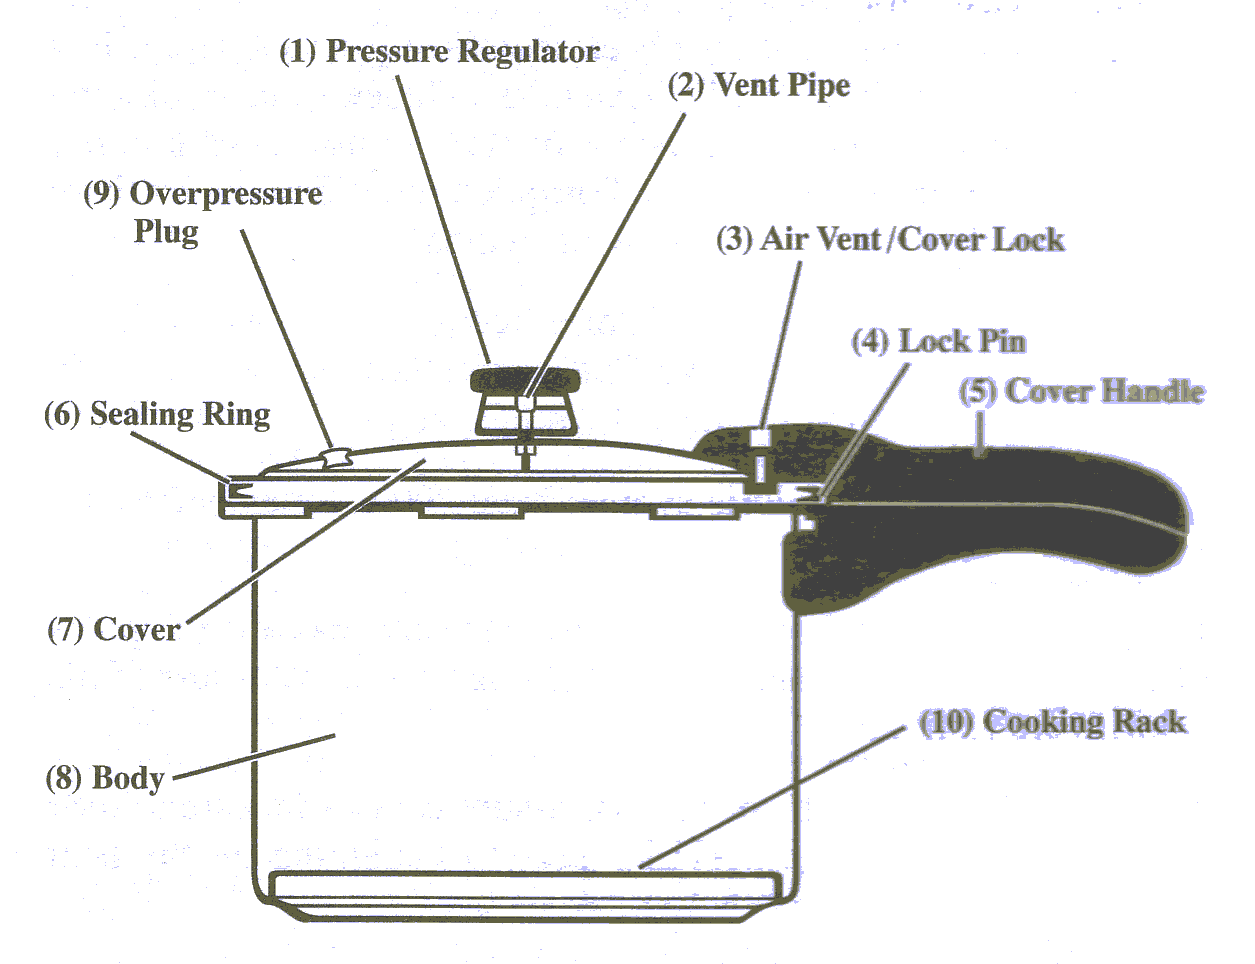 (1) Pressure Regulator
(2) Vent Pipe
(9) Overpressure
Plug
(3) Air Vent/Cover Lock
(4) Lock Pin
(5) Cover Handle
(6) Sealing Ring
(7) Cover
(10) Cooking Rack
(8) Body